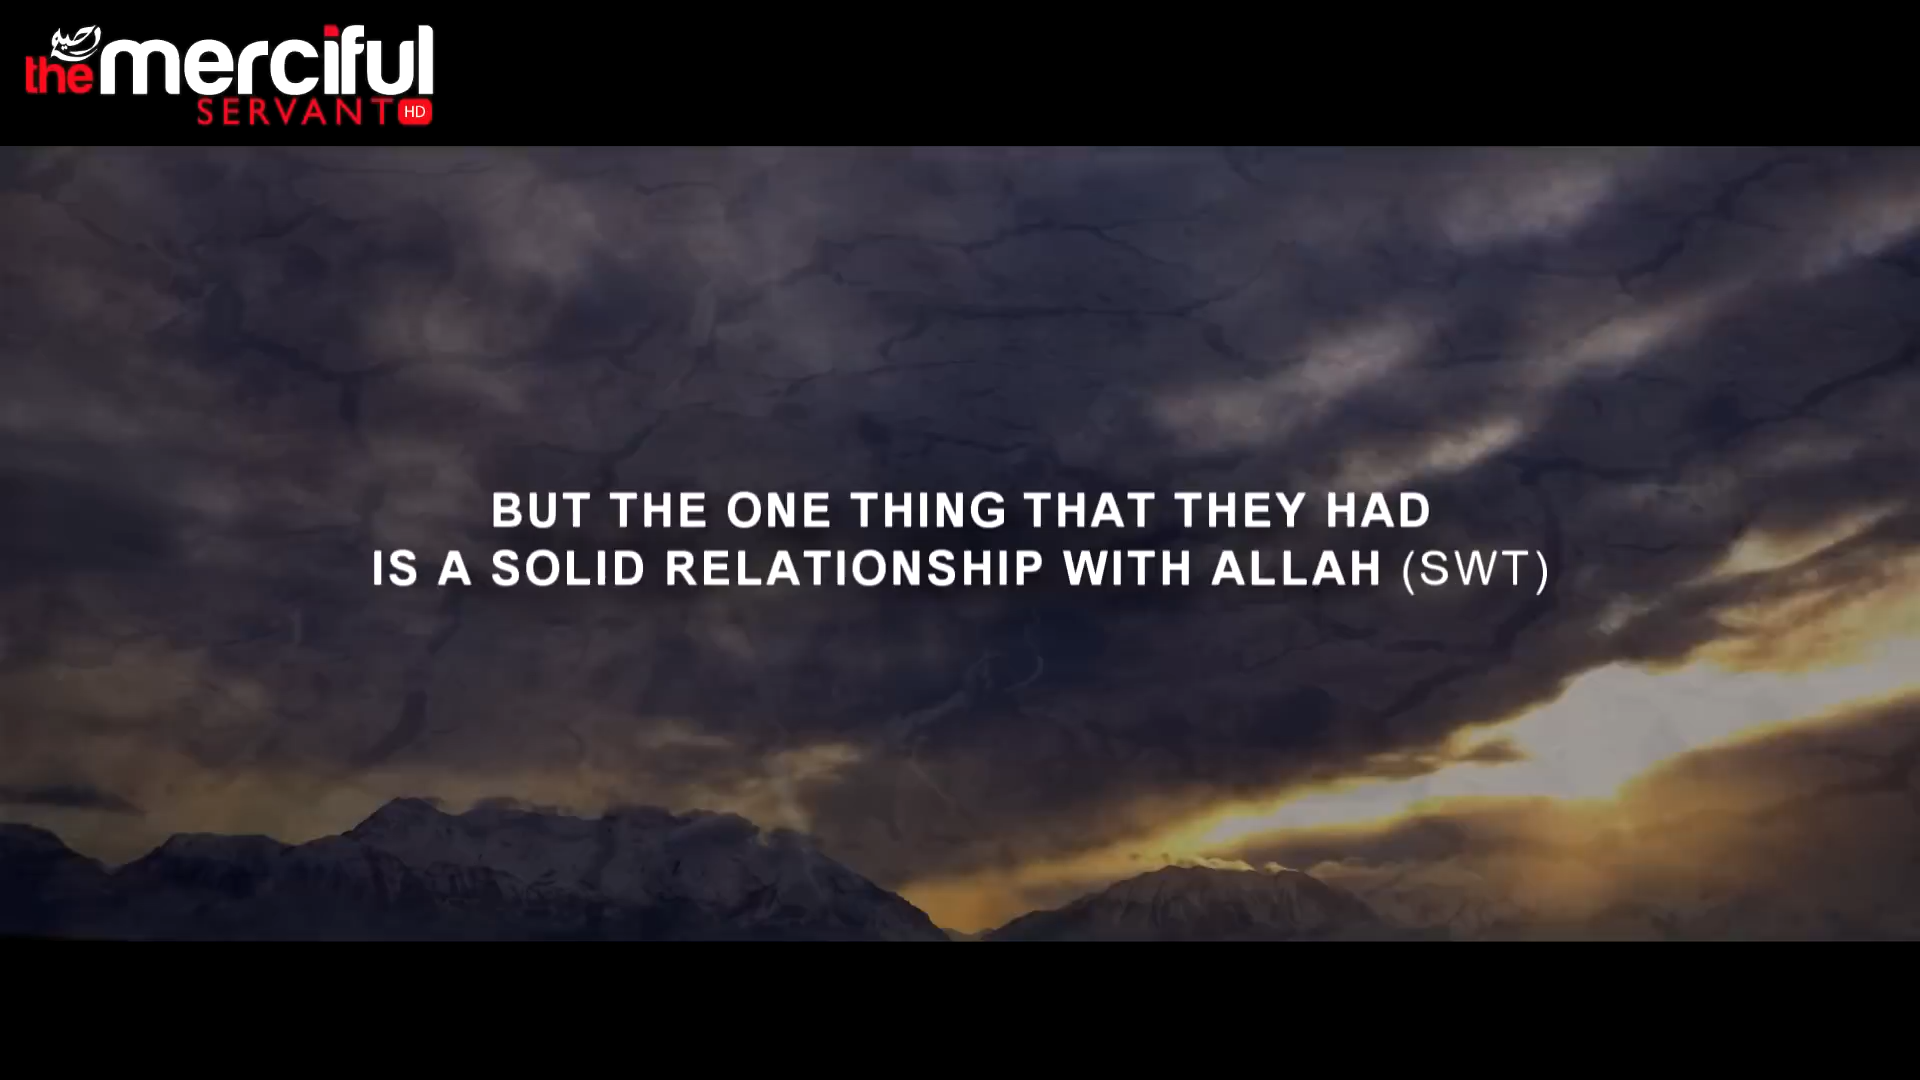 the merciful
SERVANT HD
BUT THE ONE THING THAT THEY HAD
IS A SOLID RELATIONSHIP WITH ALLAH (SWT)